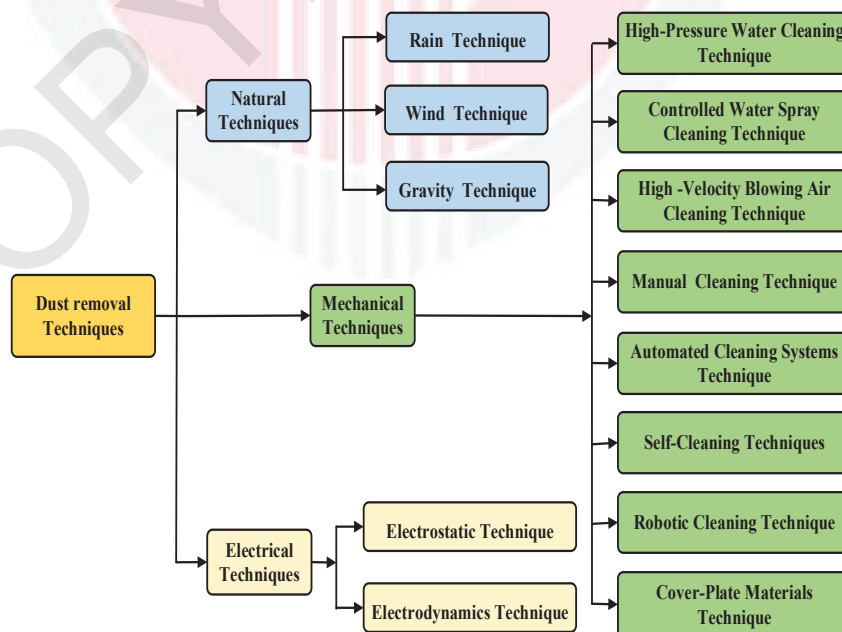 Dust removal
Techniques
Natural
Techniques
Rain Technique
Wind Technique
Gravity Technique
Mechanical
Techniques
High-Pressure Water Cleaning
Technique
Controlled Water Spray
Cleaning Technique
High -Velocity Blowing Air
Cleaning Technique
Manual Cleaning Technique
Automated Cleaning Systems
Technique
Self-Cleaning Techniques
Robotic Cleaning Technique
Cover-Plate Materials
Technique
Electrical
Techniques
Electrostatic Technique
Electrodynamics Technique
OPY